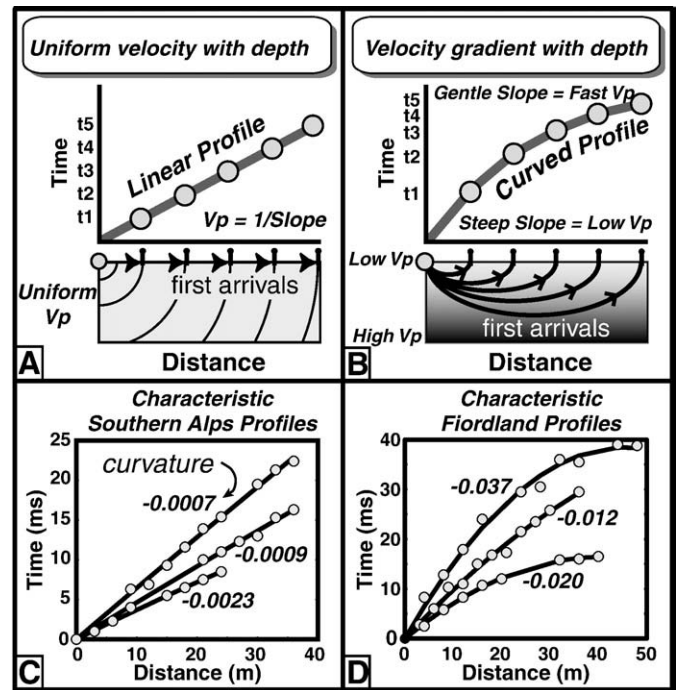 Uniform velocity with depth
Time
t5
t4
t3
t2
t1
Linear Profile
Vp = 1/Slope
Uniform
Vp
first arrivals
A
Distance
Velocity gradient with depth
Time
t5
t4
t3
t2
t1
Gentle Slope = Fast Vp
Curved Profile
Steep Slope = Low Vp
Low Vp
High Vp
first arrivals
B
Distance
Characteristic
Southern Alps Profiles
25
20
15
10
5
0
Time (ms)
curvature
-0.0007
-0.0009
-0.0023
0 10 20 30 40
C
Distance (m)
Characteristic
Fiordland Profiles
40
30
20
10
0
Time (ms)
-0.037
-0.012
-0.020
0 10 20 30 40 50
D
Distance (m)